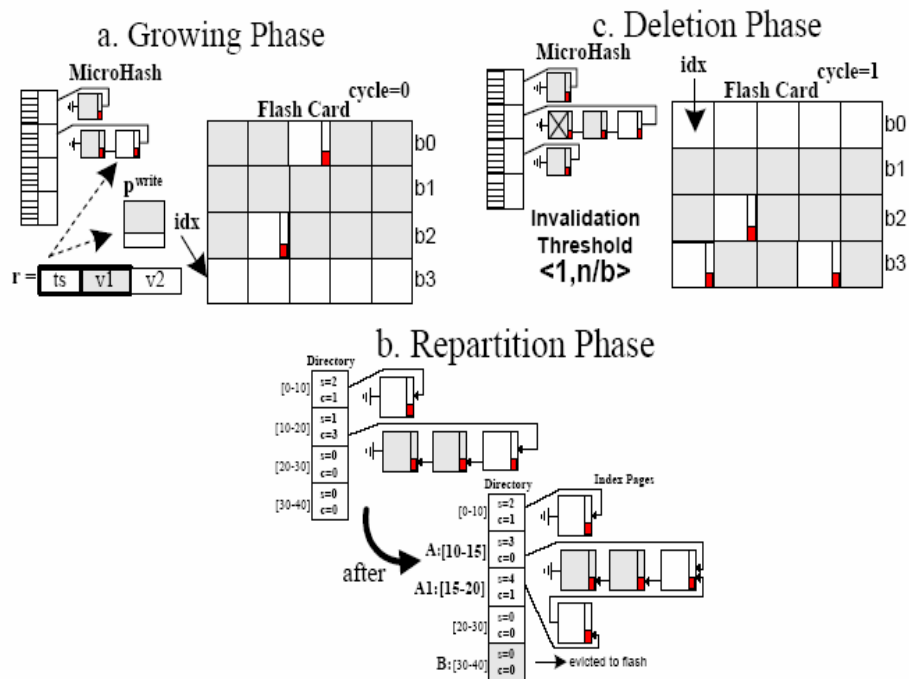 a. Growing Phase
MicroHash
cycle=0
Flash Card
b0
b1
b2
b3
pwrite
idx
r =
ts
v1
v2
c. Deletion Phase
MicroHash
idx
cycle=1
Flash Card
b0
b1
b2
b3
Invalidation
Threshold
<1,n/b>
b. Repartition Phase
Directory
[0-10]
s=2
c=1
[10-20]
s=1
c=3
[20-30]
s=0
c=0
[30-40]
s=0
c=0
after
Directory
Index Pages
[0-10]
s=2
c=1
A:[10-15]
s=3
c=0
A1:[15-20]
s=4
c=1
[20-30]
s=0
c=0
B:[30-40]
s=0
c=0
evicted to flash